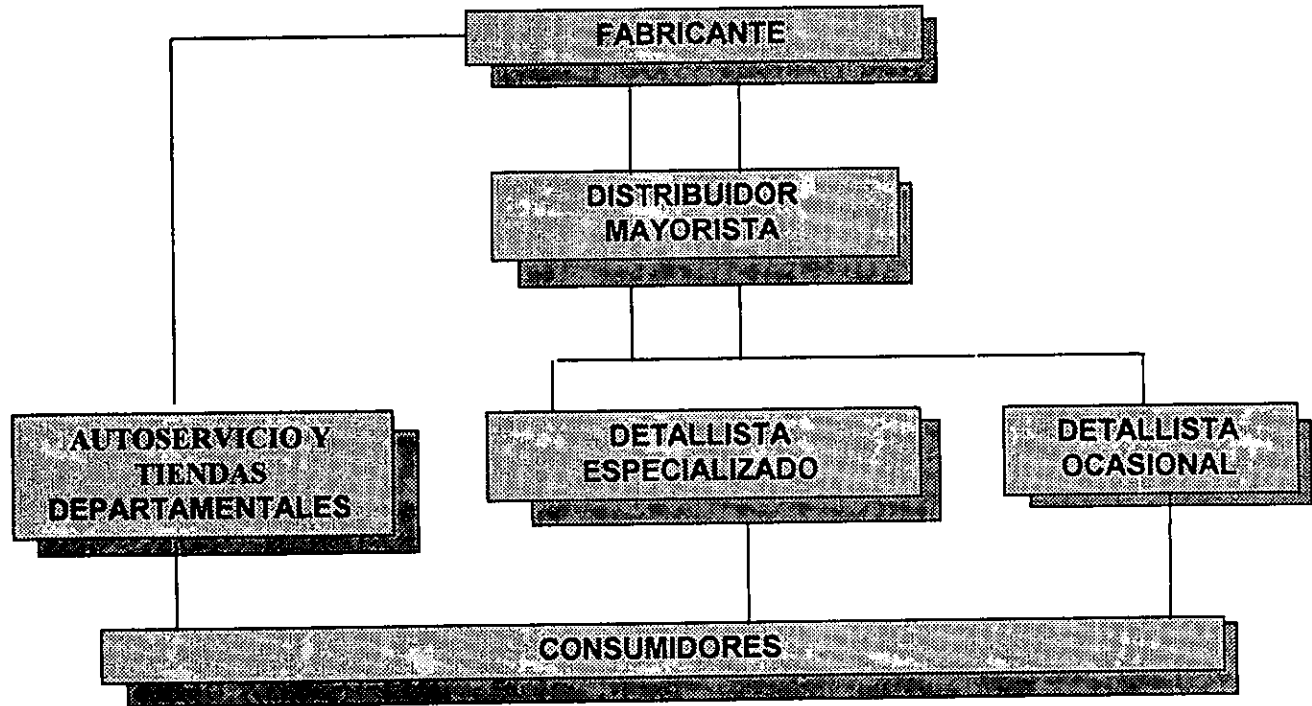 FABRICANTE
DISTRIBUIDOR
MAYORISTA
AUTOSERVICIO Y
TIENDAS
DEPARTAMENTALES
DETALLISTA
ESPECIALIZADO
DETALLISTA
OCASIONAL
CONSUMIDORES